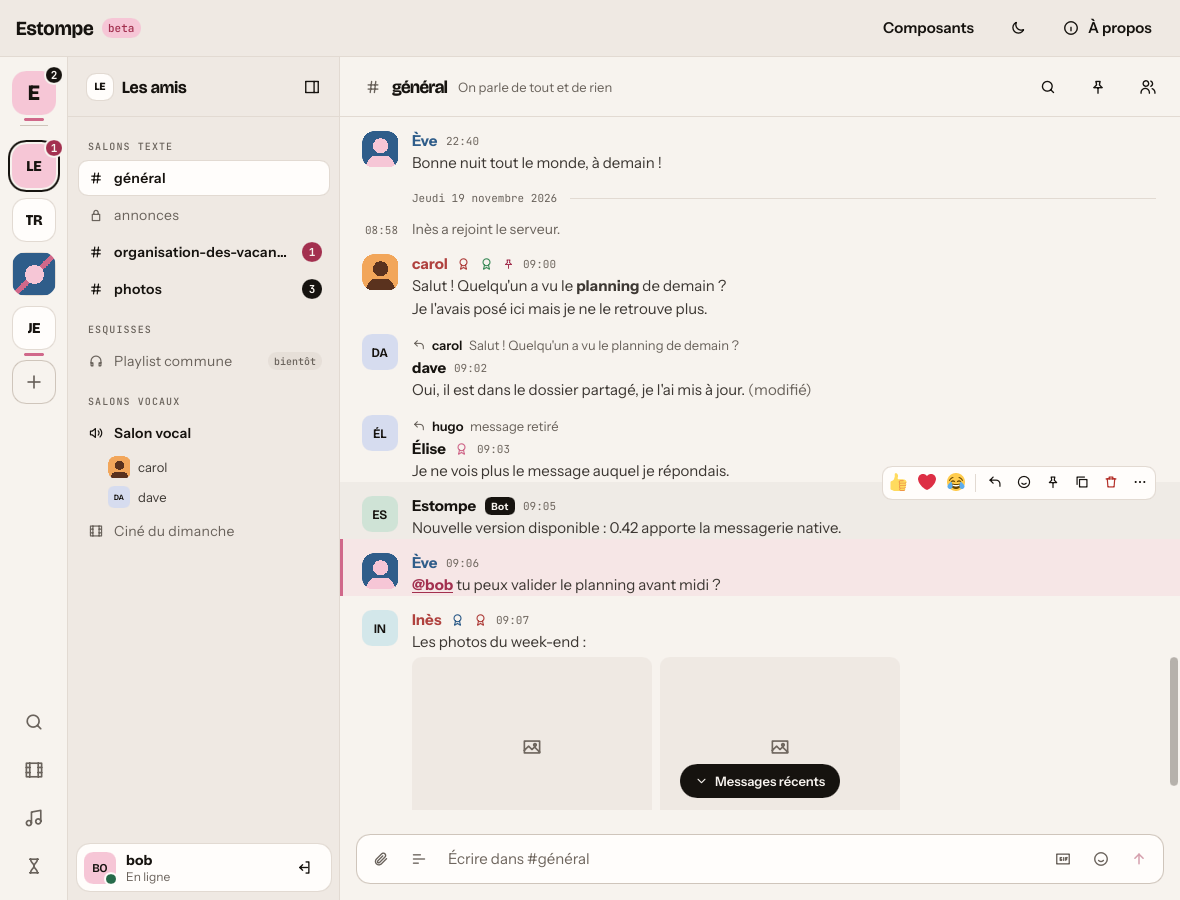 Estompe beta
Composants
À propos
E
2
LE
1
TR
JE
LE Les amis
SALONS TEXTE
# général
annonces
# organisation-des-vacan... 1
# photos 3
ESQUISSES
Playlist commune bientôt
SALONS VOCAUX
Salon vocal
carol
DA dave
Ciné du dimanche
BO bob
En ligne
# général On parle de tout et de rien
Ève 22:40
Bonne nuit tout le monde, à demain !
Jeudi 19 novembre 2026
08:58 Inès a rejoint le serveur.
carol 09:00
Salut ! Quelqu'un a vu le planning de demain ?
Je l'avais posé ici mais je ne le retrouve plus.
carol Salut ! Quelqu'un a vu le planning de demain ?
DA dave 09:02
Oui, il est dans le dossier partagé, je l'ai mis à jour. (modifié)
hugo message retiré
ÉL Élise 09:03
Je ne vois plus le message auquel je répondais.
ES Estompe Bot 09:05
Nouvelle version disponible : 0.42 apporte la messagerie native.
Ève 09:06
@bob tu peux valider le planning avant midi ?
IN Inès 09:07
Les photos du week-end :
Messages récents
Écrire dans #général
GIF